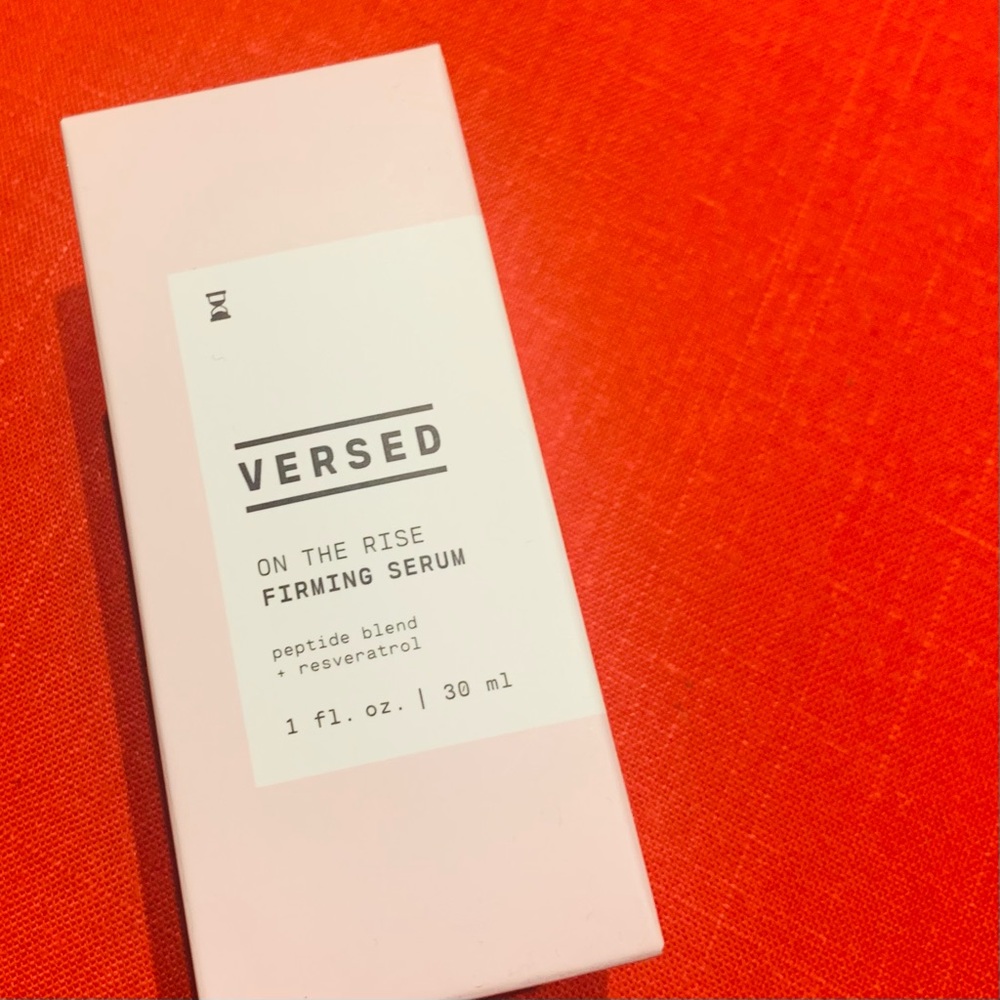 VERSED
ON THE RISE
FIRMING SERUM
peptide blend
+ resveratrol
1 fl. oz. | 30 ml